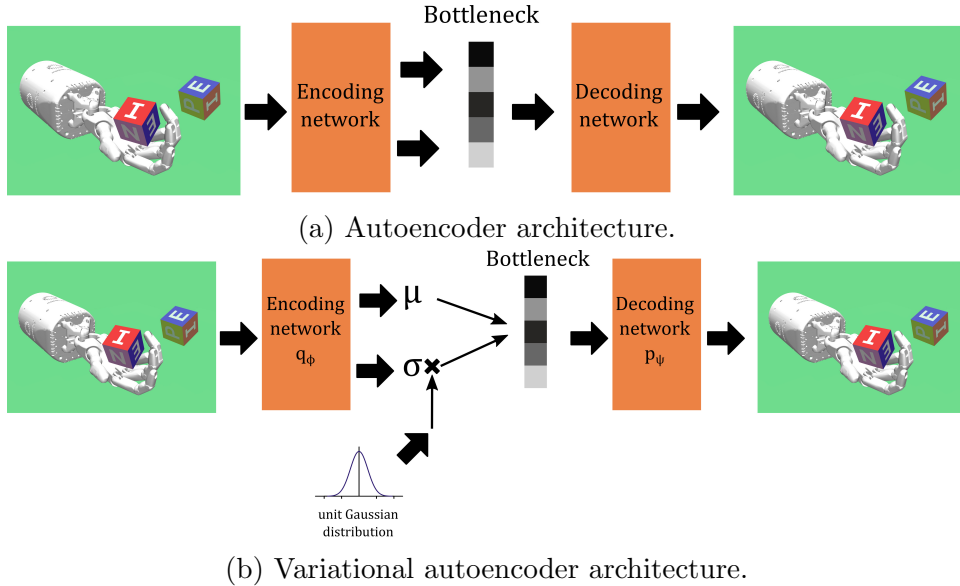 Bottleneck
Encoding
network
Decoding
network
I
E
N
E
P
I
I
E
N
E
P
I
(a) Autoencoder architecture.
Bottleneck
Encoding
network
qϕ
μ
σ×
Decoding
network
pψ
I
E
N
E
P
I
I
E
N
E
P
I
unit Gaussian
distribution
(b) Variational autoencoder architecture.